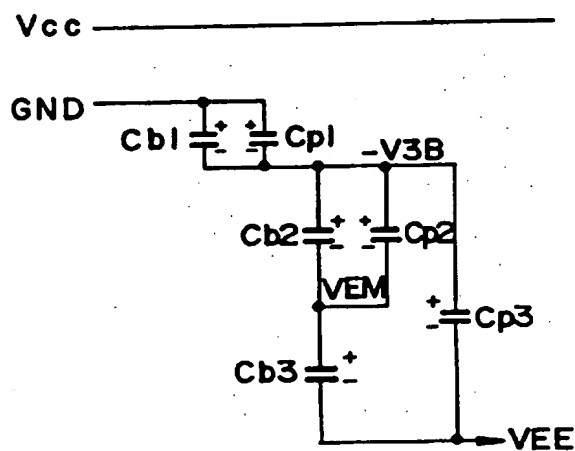 Vcc
GND
Cb1 + - + - Cp1
-V3B
Cb2 + - + - Cp2
VEM
+ - Cp3
Cb3 + -
VEE